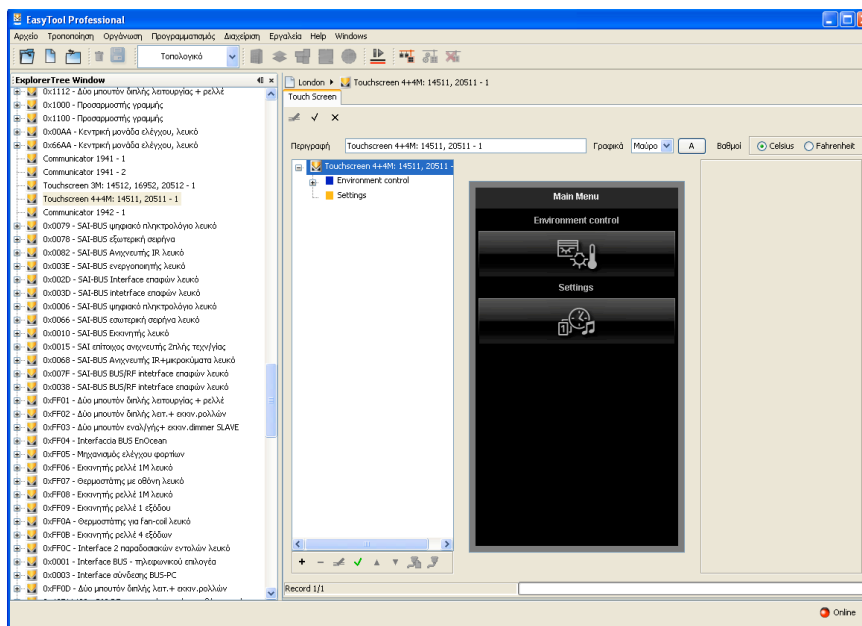 EasyTool Professional
Αρχείο Τροποποίηση Οργάνωση Προγραμματισμός Διαχείριση Εργαλεία Help Windows
Τοπολογικό
ExplorerTree Window
0x1112 - Δύο μπουτόν διπλής λειτουργίας + ρελλέ
0x1000 - Προσαρμοστής γραμμής
0x1100 - Προσαρμοστής γραμμής
0x00AA - Κεντρική μονάδα ελέγχου, λευκό
0x66AA - Κεντρική μονάδα ελέγχου, λευκό
Communicator 1941 - 1
Communicator 1941 - 2
Touchscreen 3M: 14512, 16952, 20512 - 1
Touchscreen 4+4M: 14511, 20511 - 1
Communicator 1942 - 1
0x0079 - SAI-BUS ψηφιακό πληκτρολόγιο λευκό
0x0078 - SAI-BUS εξωτερική σειρήνα
0x0082 - SAI-BUS Ανιχνευτής IR λευκό
0x003E - SAI-BUS ενεργοποιητής λευκό
0x002D - SAI-BUS Interface επαφών λευκό
0x003D - SAI-BUS intetrface επαφών λευκό
0x0006 - SAI-BUS ψηφιακό πληκτρολόγιο λευκό
0x0066 - SAI-BUS εσωτερική σειρήνα λευκό
0x0010 - SAI-BUS Εκκινητής λευκό
0x0015 - SAI επίτοιχος ανιχνευτής 2πλής τεχν/γίας
0x0068 - SAI-BUS Ανιχνευτής IR+μικροκύματα λευκό
0x007F - SAI-BUS BUS/RF intetrface επαφών λευκό
0x0038 - SAI-BUS BUS/RF intetrface επαφών λευκό
0xFF01 - Δύο μπουτόν διπλής λειτουργίας + ρελλέ
0xFF02 - Δύο μπουτόν διπλής λειτ.+ εκκιν.ρολλών
0xFF03 - Δύο μπουτόν εναλ/γής+ εκκιν.dimmer SLAVE
0xFF04 - Interfaccia BUS EnOcean
0xFF05 - Μηχανισμός ελέγχου φορτίων
0xFF06 - Εκκινητής ρελλέ 1M λευκό
0xFF07 - Θερμοστάτης με οθόνη λευκό
0xFF08 - Εκκινητής ρελλέ 1M λευκό
0xFF09 - Εκκινητής ρελλέ 1 εξόδου
0xFF0A - Θερμοστάτης για fan-coil λευκό
0xFF0B - Εκκινητής ρελλέ 4 εξόδων
0xFF0C - Interface 2 παραδοσιακών εντολών λευκό
0x0001 - Interface BUS - τηλεφωνικού επιλογέα
0x0003 - Interface σύνδεσης BUS-PC
0xFF0D - Δύο μπουτόν διπλής λειτ.+ εκκιν.ρολλών
London Touchscreen 4+4M: 14511, 20511 - 1
Touch Screen
Περιγραφή Touchscreen 4+4M: 14511, 20511 - 1 Γραφικά Μαύρο A Βαθμοί Celsius Fahrenheit
Touchscreen 4+4M: 14511, 20511 -
Environment control
Settings
Main Menu
Environment control
Settings
Record 1/1
Online